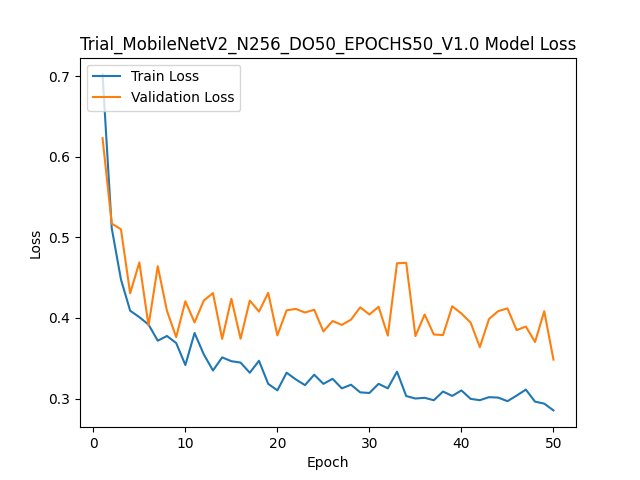 Trial_MobileNetV2_N256_DO50_EPOCHS50_V1.0 Model Loss
Train Loss
Validation Loss
0.7
0.6
0.5
0.4
0.3
Loss
0 10 20 30 40 50
Epoch